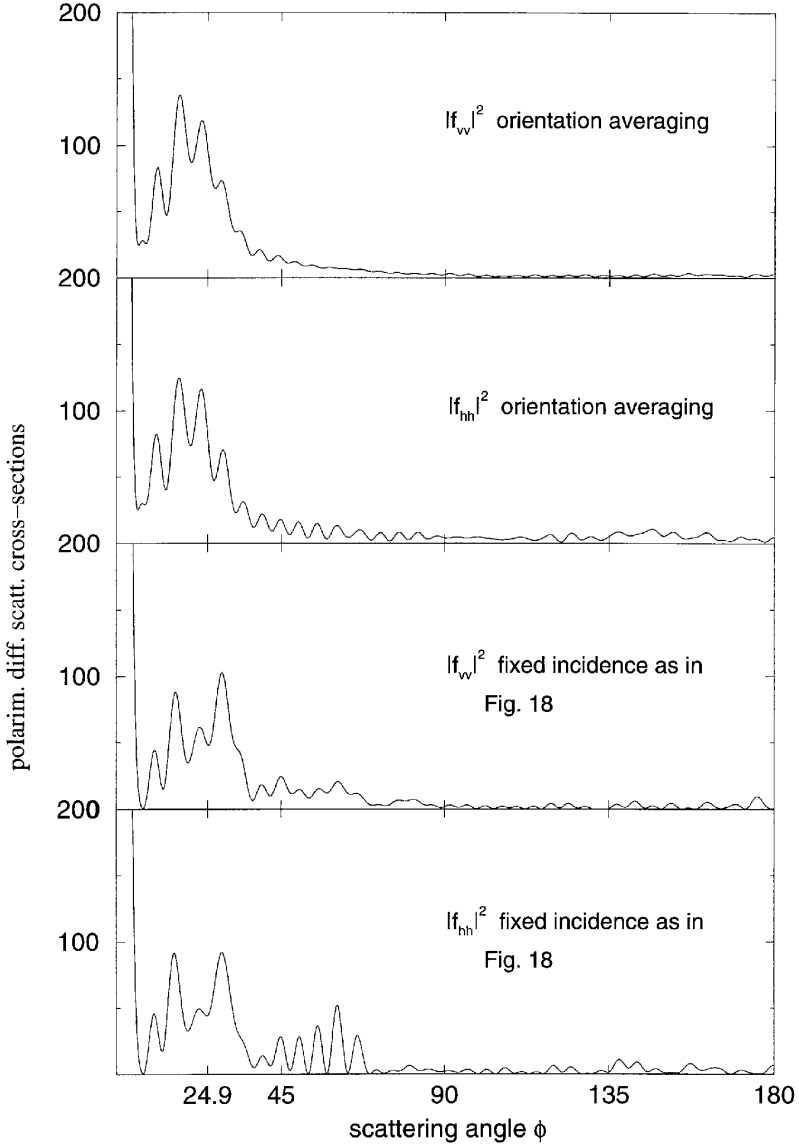 200
100
|f_vv|² orientation averaging
200
100
|f_hh|² orientation averaging
200
100
|f_vv|² fixed incidence as in
Fig. 18
200
100
|f_hh|² fixed incidence as in
Fig. 18
0
24.9 45 90 135 180
scattering angle ϕ
polarim. diff. scatt. cross−sections